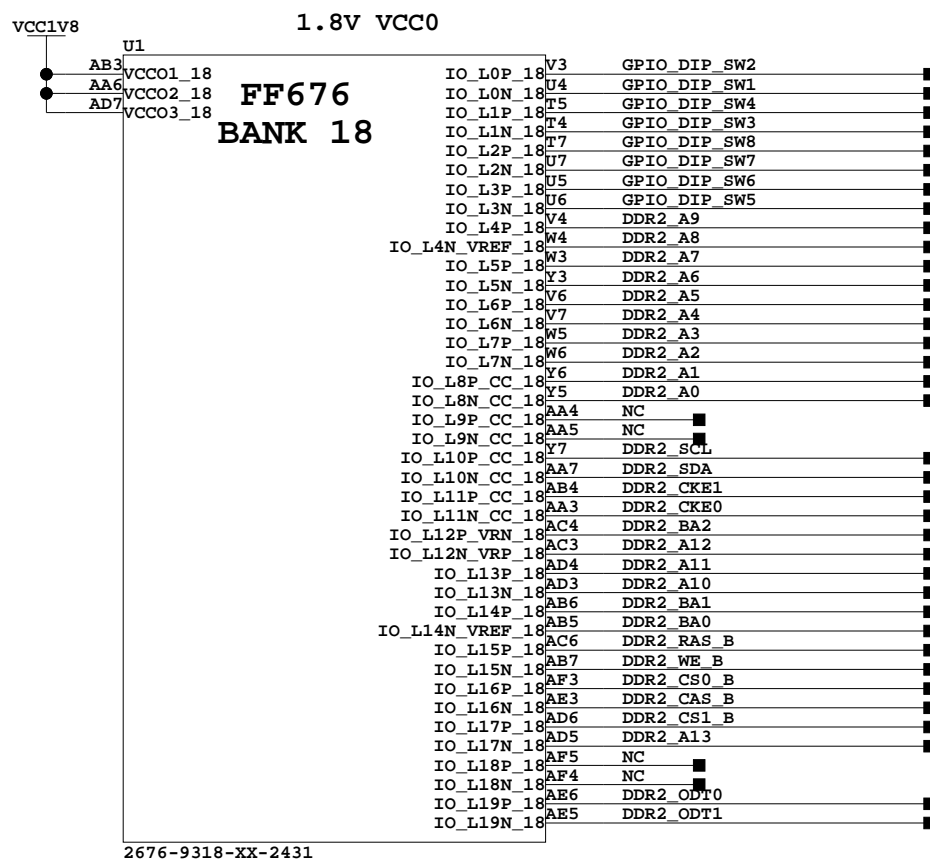 1.8V VCC0
VCC1V8
U1
FF676
BANK 18
AB3 VCCO1_18
AA6 VCCO2_18
AD7 VCCO3_18
IO_L0P_18 V3 GPIO_DIP_SW2
IO_L0N_18 U4 GPIO_DIP_SW1
IO_L1P_18 T5 GPIO_DIP_SW4
IO_L1N_18 T4 GPIO_DIP_SW3
IO_L2P_18 T7 GPIO_DIP_SW8
IO_L2N_18 U7 GPIO_DIP_SW7
IO_L3P_18 U5 GPIO_DIP_SW6
IO_L3N_18 U6 GPIO_DIP_SW5
IO_L4P_18 V4 DDR2_A9
IO_L4N_VREF_18 W4 DDR2_A8
IO_L5P_18 W3 DDR2_A7
IO_L5N_18 Y3 DDR2_A6
IO_L6P_18 V6 DDR2_A5
IO_L6N_18 V7 DDR2_A4
IO_L7P_18 W5 DDR2_A3
IO_L7N_18 W6 DDR2_A2
IO_L8P_CC_18 Y6 DDR2_A1
IO_L8N_CC_18 Y5 DDR2_A0
IO_L9P_CC_18 AA4 NC
IO_L9N_CC_18 AA5 NC
IO_L10P_CC_18 Y7 DDR2_SCL
IO_L10N_CC_18 AA7 DDR2_SDA
IO_L11P_CC_18 AB4 DDR2_CKE1
IO_L11N_CC_18 AA3 DDR2_CKE0
IO_L12P_VRN_18 AC4 DDR2_BA2
IO_L12N_VRP_18 AC3 DDR2_A12
IO_L13P_18 AD4 DDR2_A11
IO_L13N_18 AD3 DDR2_A10
IO_L14P_18 AB6 DDR2_BA1
IO_L14N_VREF_18 AB5 DDR2_BA0
IO_L15P_18 AC6 DDR2_RAS_B
IO_L15N_18 AB7 DDR2_WE_B
IO_L16P_18 AF3 DDR2_CS0_B
IO_L16N_18 AE3 DDR2_CAS_B
IO_L17P_18 AD6 DDR2_CS1_B
IO_L17N_18 AD5 DDR2_A13
IO_L18P_18 AF5 NC
IO_L18N_18 AF4 NC
IO_L19P_18 AE6 DDR2_ODT0
IO_L19N_18 AE5 DDR2_ODT1
2676-9318-XX-2431